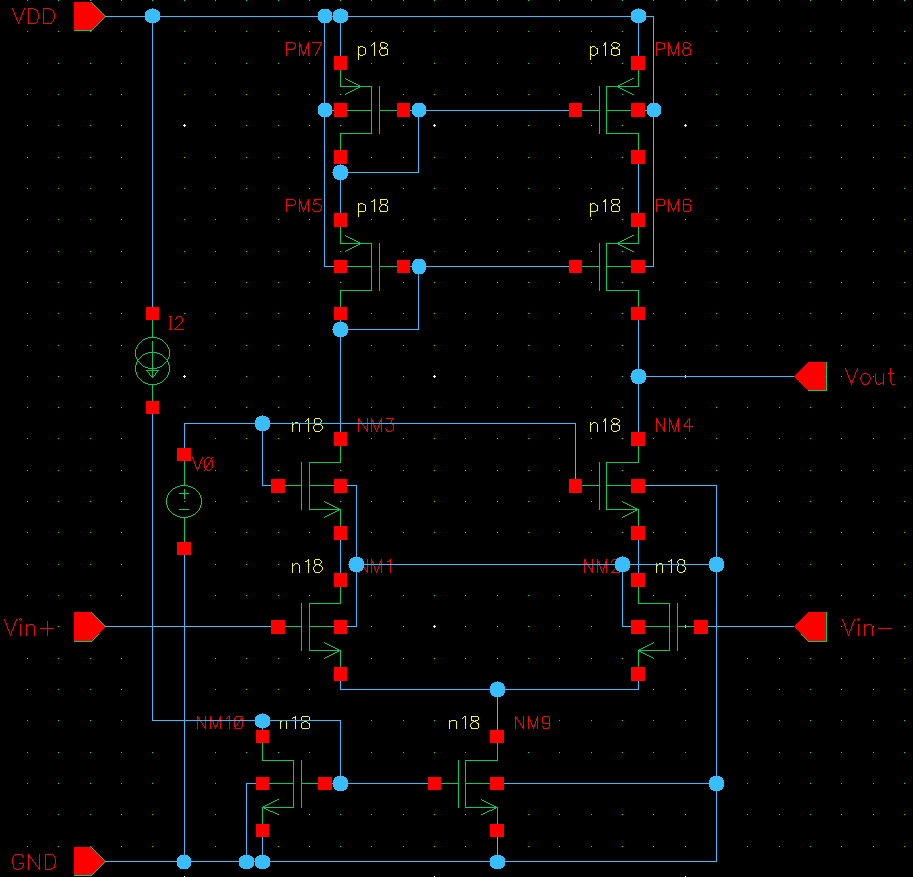 VDD
PM7 p18 p18 PM8
PM5 p18 p18 PM6
I2
Vout
n18 NM3 n18 NM4
V0
n18 NM1 NM2 n18
Vin+ Vin-
NM10 n18 n18 NM9
GND